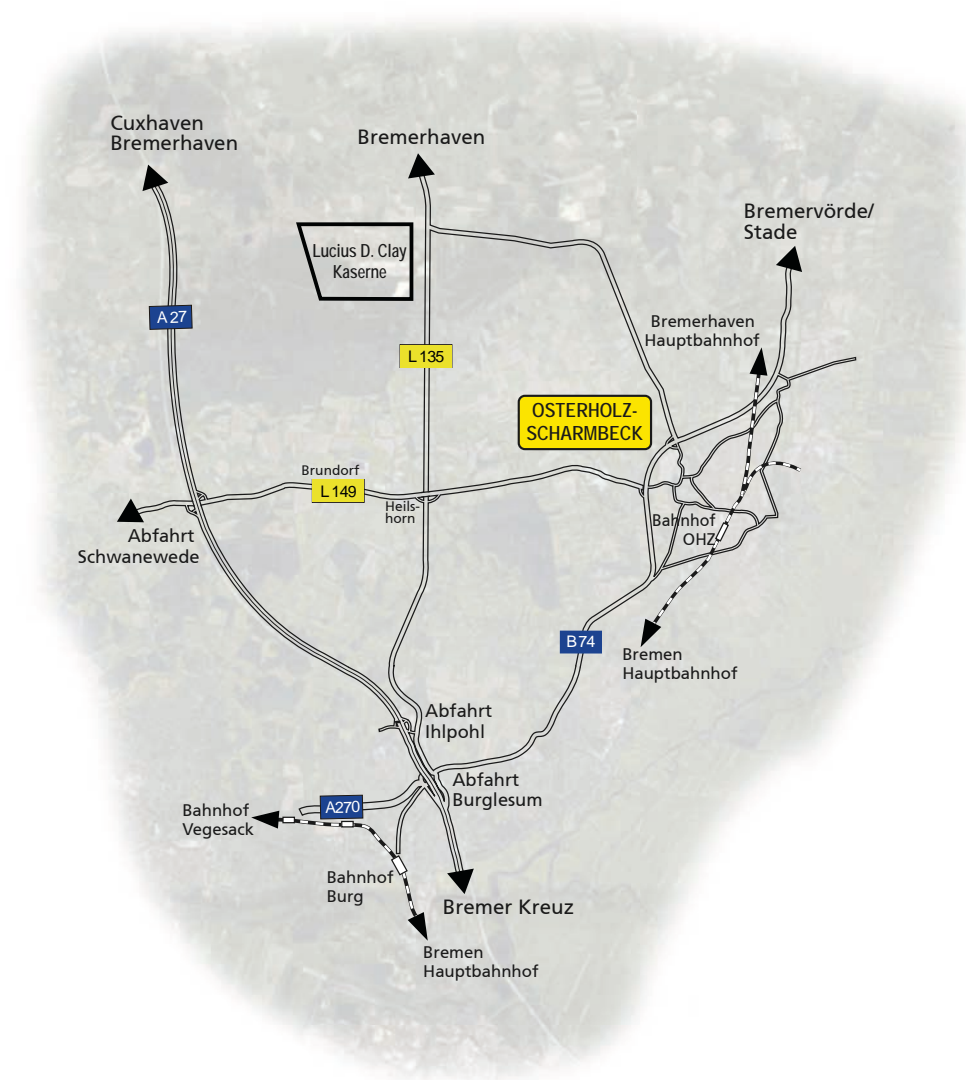 Cuxhaven
Bremerhaven
Bremerhaven
Bremervörde/
Stade
Lucius D. Clay
Kaserne
A 27
Bremerhaven
Hauptbahnhof
L 135
OSTERHOLZ-
SCHARMBECK
Brundorf
L 149
Heils-
horn
Abfahrt
Schwanewede
Bahnhof
OHZ
B74
Bremen
Hauptbahnhof
Abfahrt
Ihlpohl
Abfahrt
Burglesum
A270
Bahnhof
Vegesack
Bahnhof
Burg
Bremer Kreuz
Bremen
Hauptbahnhof